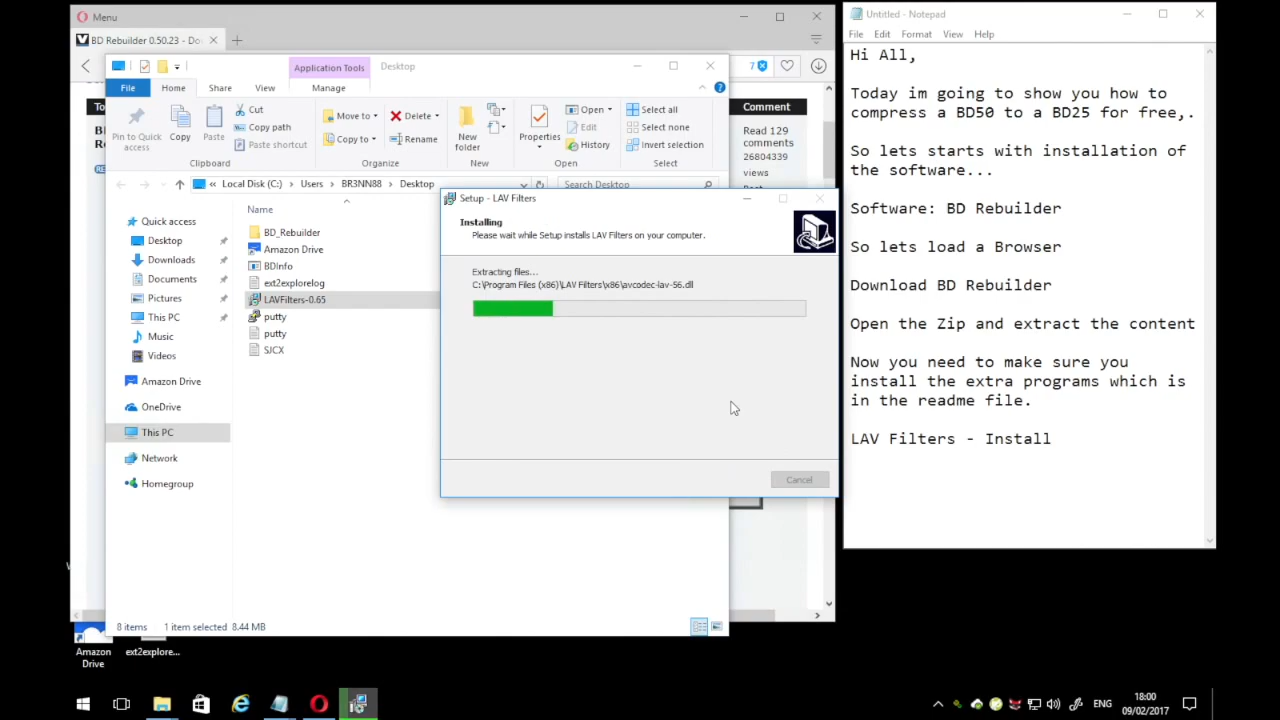 Menu
BD Rebuilder 0.50.23 - Do
Application Tools
Desktop
File
Home
Share
View
Manage
Pin to Quick access
Copy
Paste
Cut
Copy path
Paste shortcut
Clipboard
Move to
Copy to
Delete
Rename
Organize
New folder
New
Properties
Open
Edit
History
Open
Select all
Select none
Invert selection
Select
« Local Disk (C:) > Users > BR3NN88 > Desktop
Search Desktop
7
Comment
Read 129
comments
26804339
views
Quick access
Desktop
Downloads
Documents
Pictures
This PC
Music
Videos
Amazon Drive
OneDrive
This PC
Network
Homegroup
Name
BD_Rebuilder
Amazon Drive
BDInfo
ext2explorelog
LAVFilters-0.65
putty
putty
SJCX
8 items
1 item selected 8.44 MB
Setup - LAV Filters
Installing
Please wait while Setup installs LAV Filters on your computer.
Extracting files...
C:\Program Files (x86)\LAV Filters\x86\avcodec-lav-56.dll
Cancel
Untitled - Notepad
File Edit Format View Help
Hi All,
Today im going to show you how to
compress a BD50 to a BD25 for free,.
So lets starts with installation of
the software...
Software: BD Rebuilder
So lets load a Browser
Download BD Rebuilder
Open the Zip and extract the content
Now you need to make sure you
install the extra programs which is
in the readme file.
LAV Filters - Install
Amazon
Drive
ext2explore...
ENG
18:00
09/02/2017